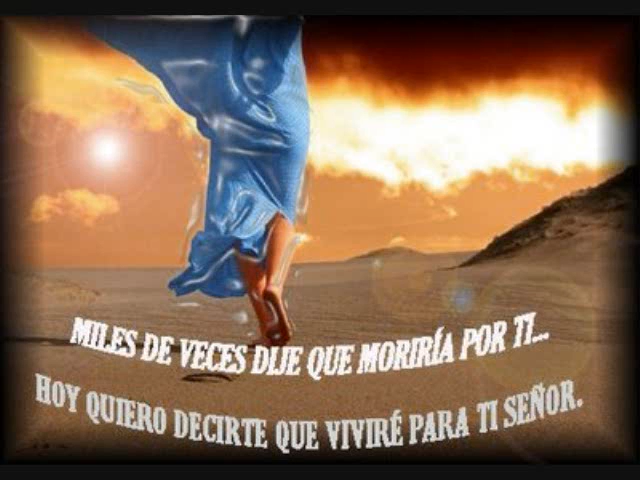 MILES DE VECES DIJE QUE MORIRÍA POR TI...
HOY QUIERO DECIRTE QUE VIVIRÉ PARA TI SEÑOR.